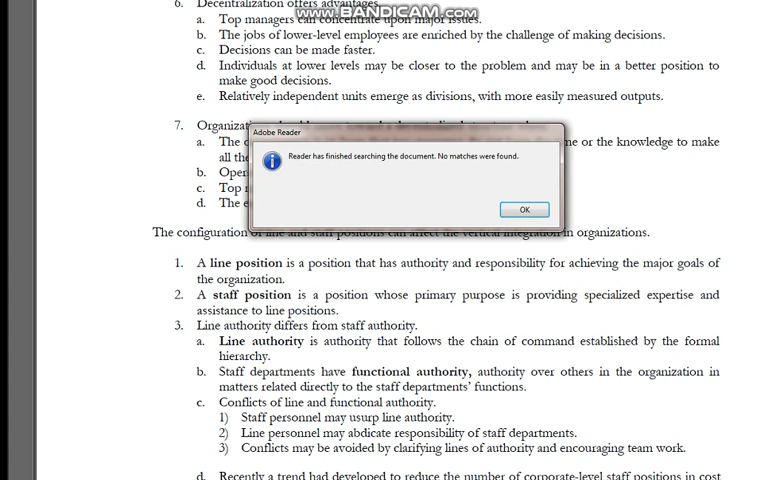 www.BANDICAM.com
6. Decentralization offers advantages.
a. Top managers can concentrate upon major issues.
b. The jobs of lower-level employees are enriched by the challenge of making decisions.
c. Decisions can be made faster.
d. Individuals at lower levels may be closer to the problem and may be in a better position to
make good decisions.
e. Relatively independent units emerge as divisions, with more easily measured outputs.
7.
a. The
or the knowledge to make
all the
b.
c. Top
d. The
Adobe Reader
Reader has finished searching the document. No matches were found.
OK
The configuration of line and staff positions can affect the vertical integration in organizations.
1. A line position is a position that has authority and responsibility for achieving the major goals of
the organization.
2. A staff position is a position whose primary purpose is providing specialized expertise and
assistance to line positions.
3. Line authority differs from staff authority.
a. Line authority is authority that follows the chain of command established by the formal
hierarchy.
b. Staff departments have functional authority, authority over others in the organization in
matters related directly to the staff departments' functions.
c. Conflicts of line and functional authority.
1) Staff personnel may usurp line authority.
2) Line personnel may abdicate responsibility of staff departments.
3) Conflicts may be avoided by clarifying lines of authority and encouraging team work.
d. Recently a trend had developed to reduce the number of corporate-level staff positions in cost